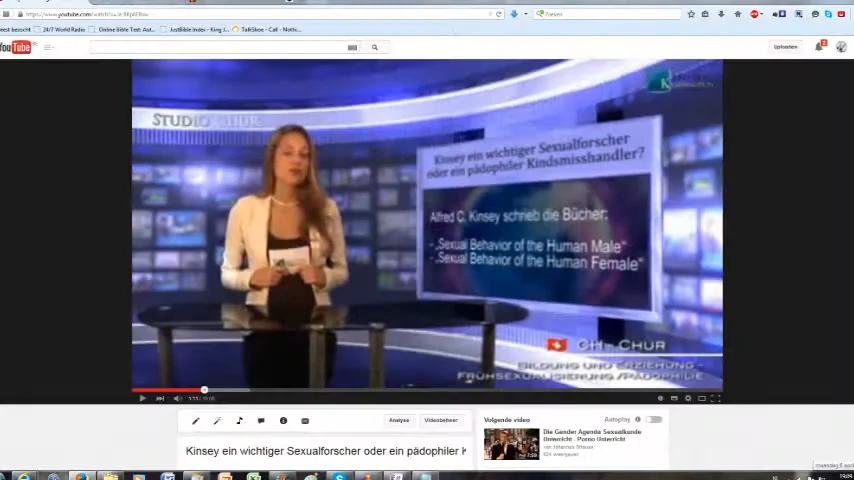 24/7 World Radio
Online Bible Text: Aut...
JustBible:Index - King J...
TalkShoe - Call - Nothi...
YouTube
Uploaden
STUDIO CHUR
Kinsey ein wichtiger Sexualforscher
oder ein pädophiler Kindsmisshandler?
Alfred C. Kinsey schrieb die Bücher:
- „Sexual Behavior of the Human Male“
- „Sexual Behavior of the Human Female“
CH - CHUR
BILDUNG UND ERZIEHUNG -
FRÜHSEXUALISIERUNG /PÄDOPHILIE
Analyse
Videobeheer
Volgende video
Autoplay
Die Gender Agenda Sexualkunde
Unterricht - Porno Unterricht
Kinsey ein wichtiger Sexualforscher oder ein pädophiler K